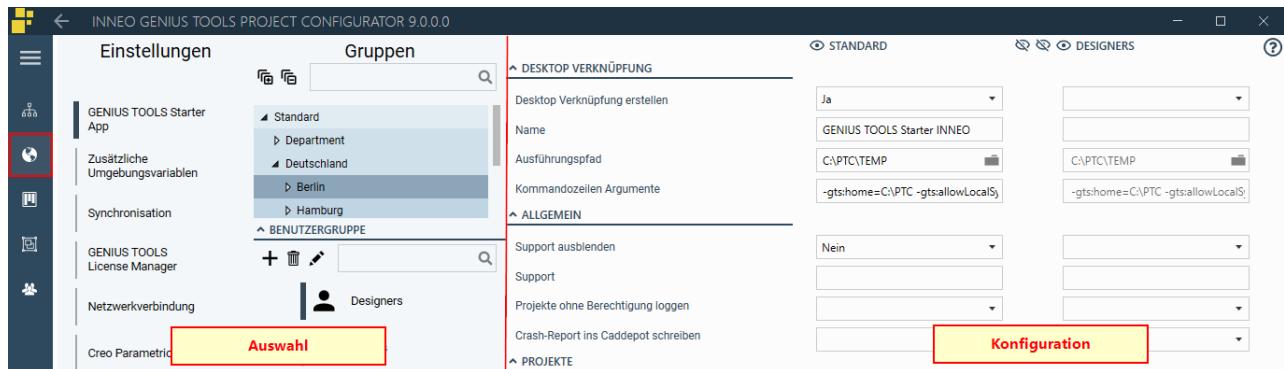 INNEO GENIUS TOOLS PROJECT CONFIGURATOR 9.0.0.0
Einstellungen
GENIUS TOOLS Starter
App
Zusätzliche
Umgebungsvariablen
Synchronisation
GENIUS TOOLS
License Manager
Netzwerkverbindung
Creo Parametric
Gruppen
Standard
Department
Deutschland
Berlin
Hamburg
BENUTZERGRUPPE
Designers
Auswahl
STANDARD
DESIGNERS
DESKTOP VERKNÜPFUNG
Desktop Verknüpfung erstellen
Ja
Name
GENIUS TOOLS Starter INNEO
Ausführungspfad
C:\PTC\TEMP
C:\PTC\TEMP
Kommandozeilen Argumente
-gts:home=C:\PTC -gts:allowLocalSy
-gts:home=C:\PTC -gts:allowLocalS
ALLGEMEIN
Support ausblenden
Nein
Support
Projekte ohne Berechtigung loggen
Crash-Report ins Caddepot schreiben
Konfiguration
PROJEKTE